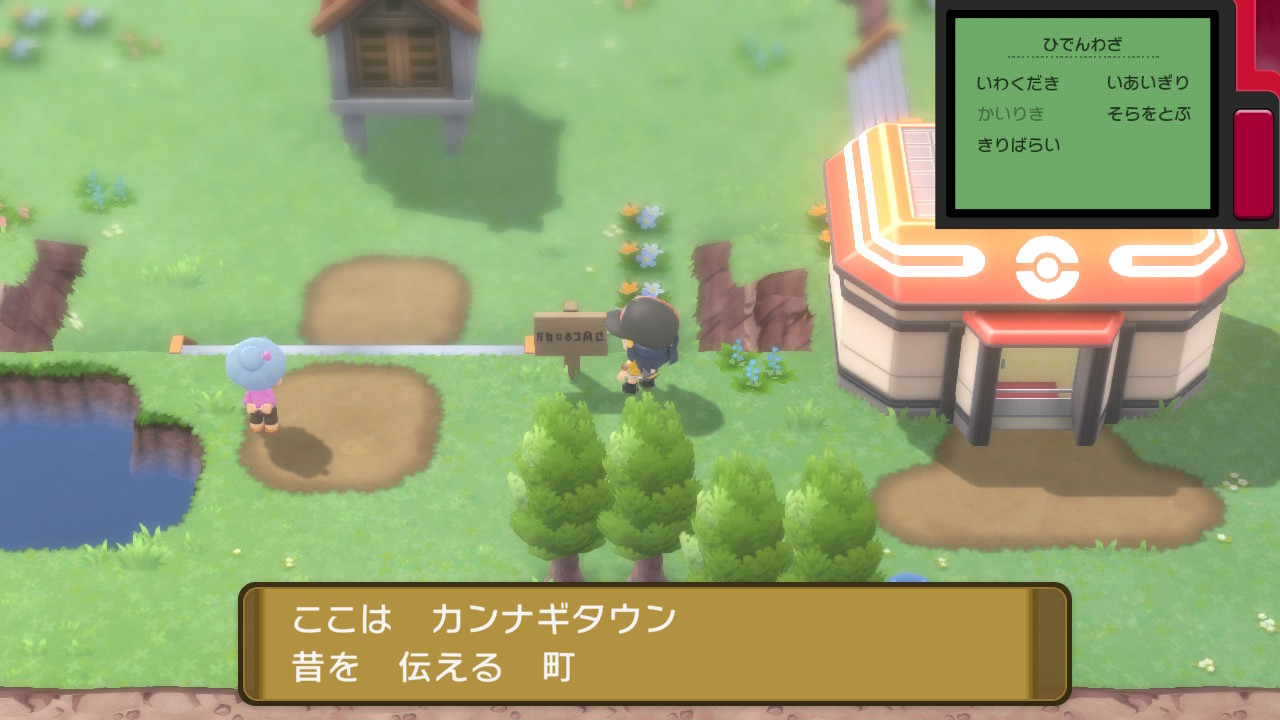 ひでんわざ
いわくだき いあいぎり
かいりき そらをとぶ
きりばらい
ここは カンナギタウン
昔を 伝える 町